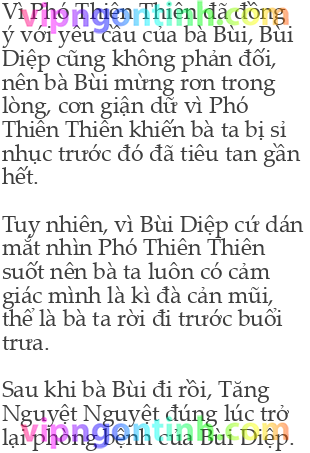 Vì Phó Thiên Thiên đã đồng
ý với yêu cầu của bà Bùi, Bùi
Diệp cũng không phản đối,
nên bà Bùi mừng rơn trong
lòng, cơn giận dữ vì Phó
Thiên Thiên khiến bà ta bị sỉ
nhục trước đó đã tiêu tan gần
hết.
Tuy nhiên, vì Bùi Diệp cứ dán
mắt nhìn Phó Thiên Thiên
suốt nên bà ta luôn có cảm
giác mình là kì đà cản mũi,
thế là bà ta rời đi trước buổi
trưa.
Sau khi bà Bùi đi rồi, Tăng
Nguyệt Nguyệt đúng lúc trở
lại phòng bệnh của Bùi Diệp.
vipngontinh.com
vipngontinh.com